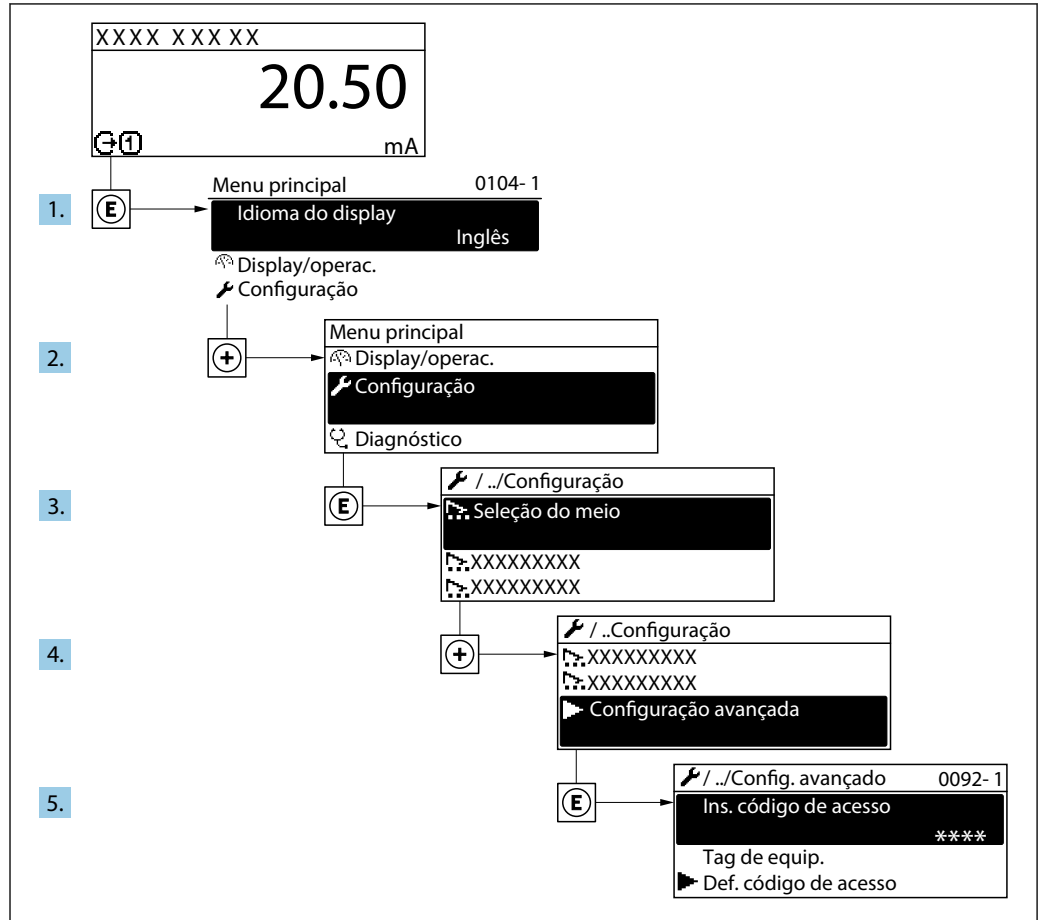 XXXX XXX XX
20.50
1 mA
1. E
Menu principal 0104-1
Idioma do display
Inglês
Display/operac.
Configuração
2. +
Menu principal
Display/operac.
Configuração
Diagnóstico
3. E
/ ../Configuração
Seleção do meio
XXXXXXXXX
XXXXXXXXX
4. +
/ ..Configuração
XXXXXXXXX
XXXXXXXXX
Configuração avançada
5. E
/ ../Config. avançado 0092-1
Ins. código de acesso
****
Tag de equip.
Def. código de acesso